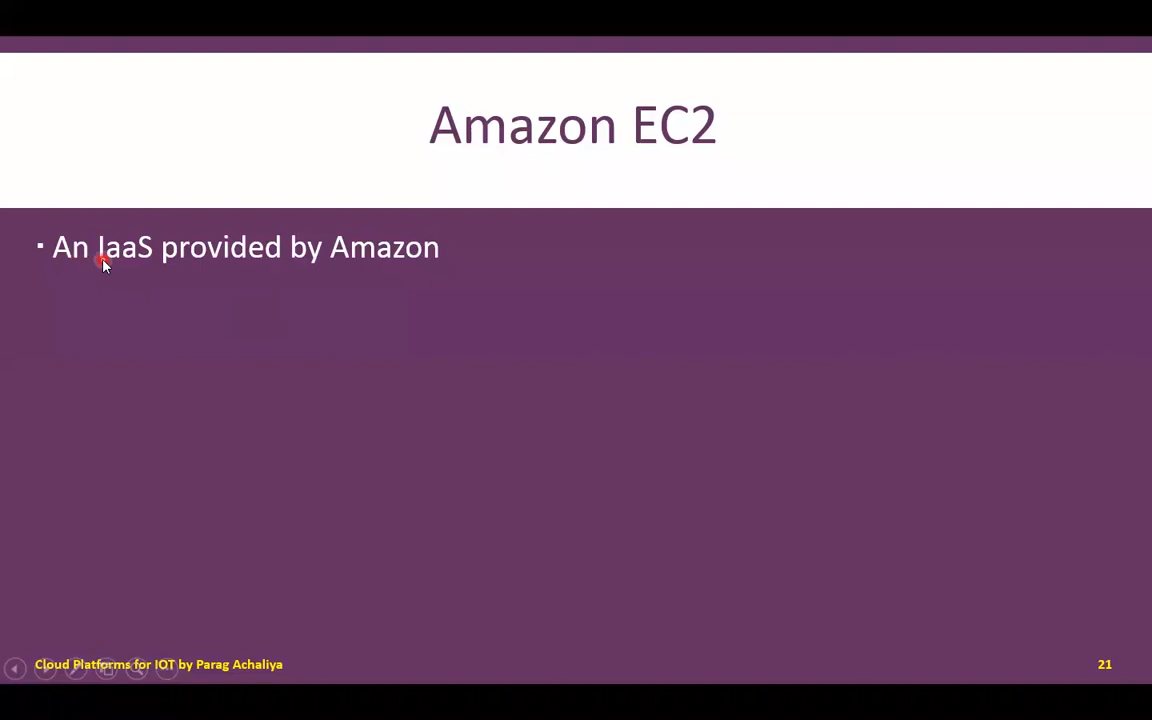 Amazon EC2
▪ An IaaS provided by Amazon
Cloud Platforms for IOT by Parag Achaliya
21